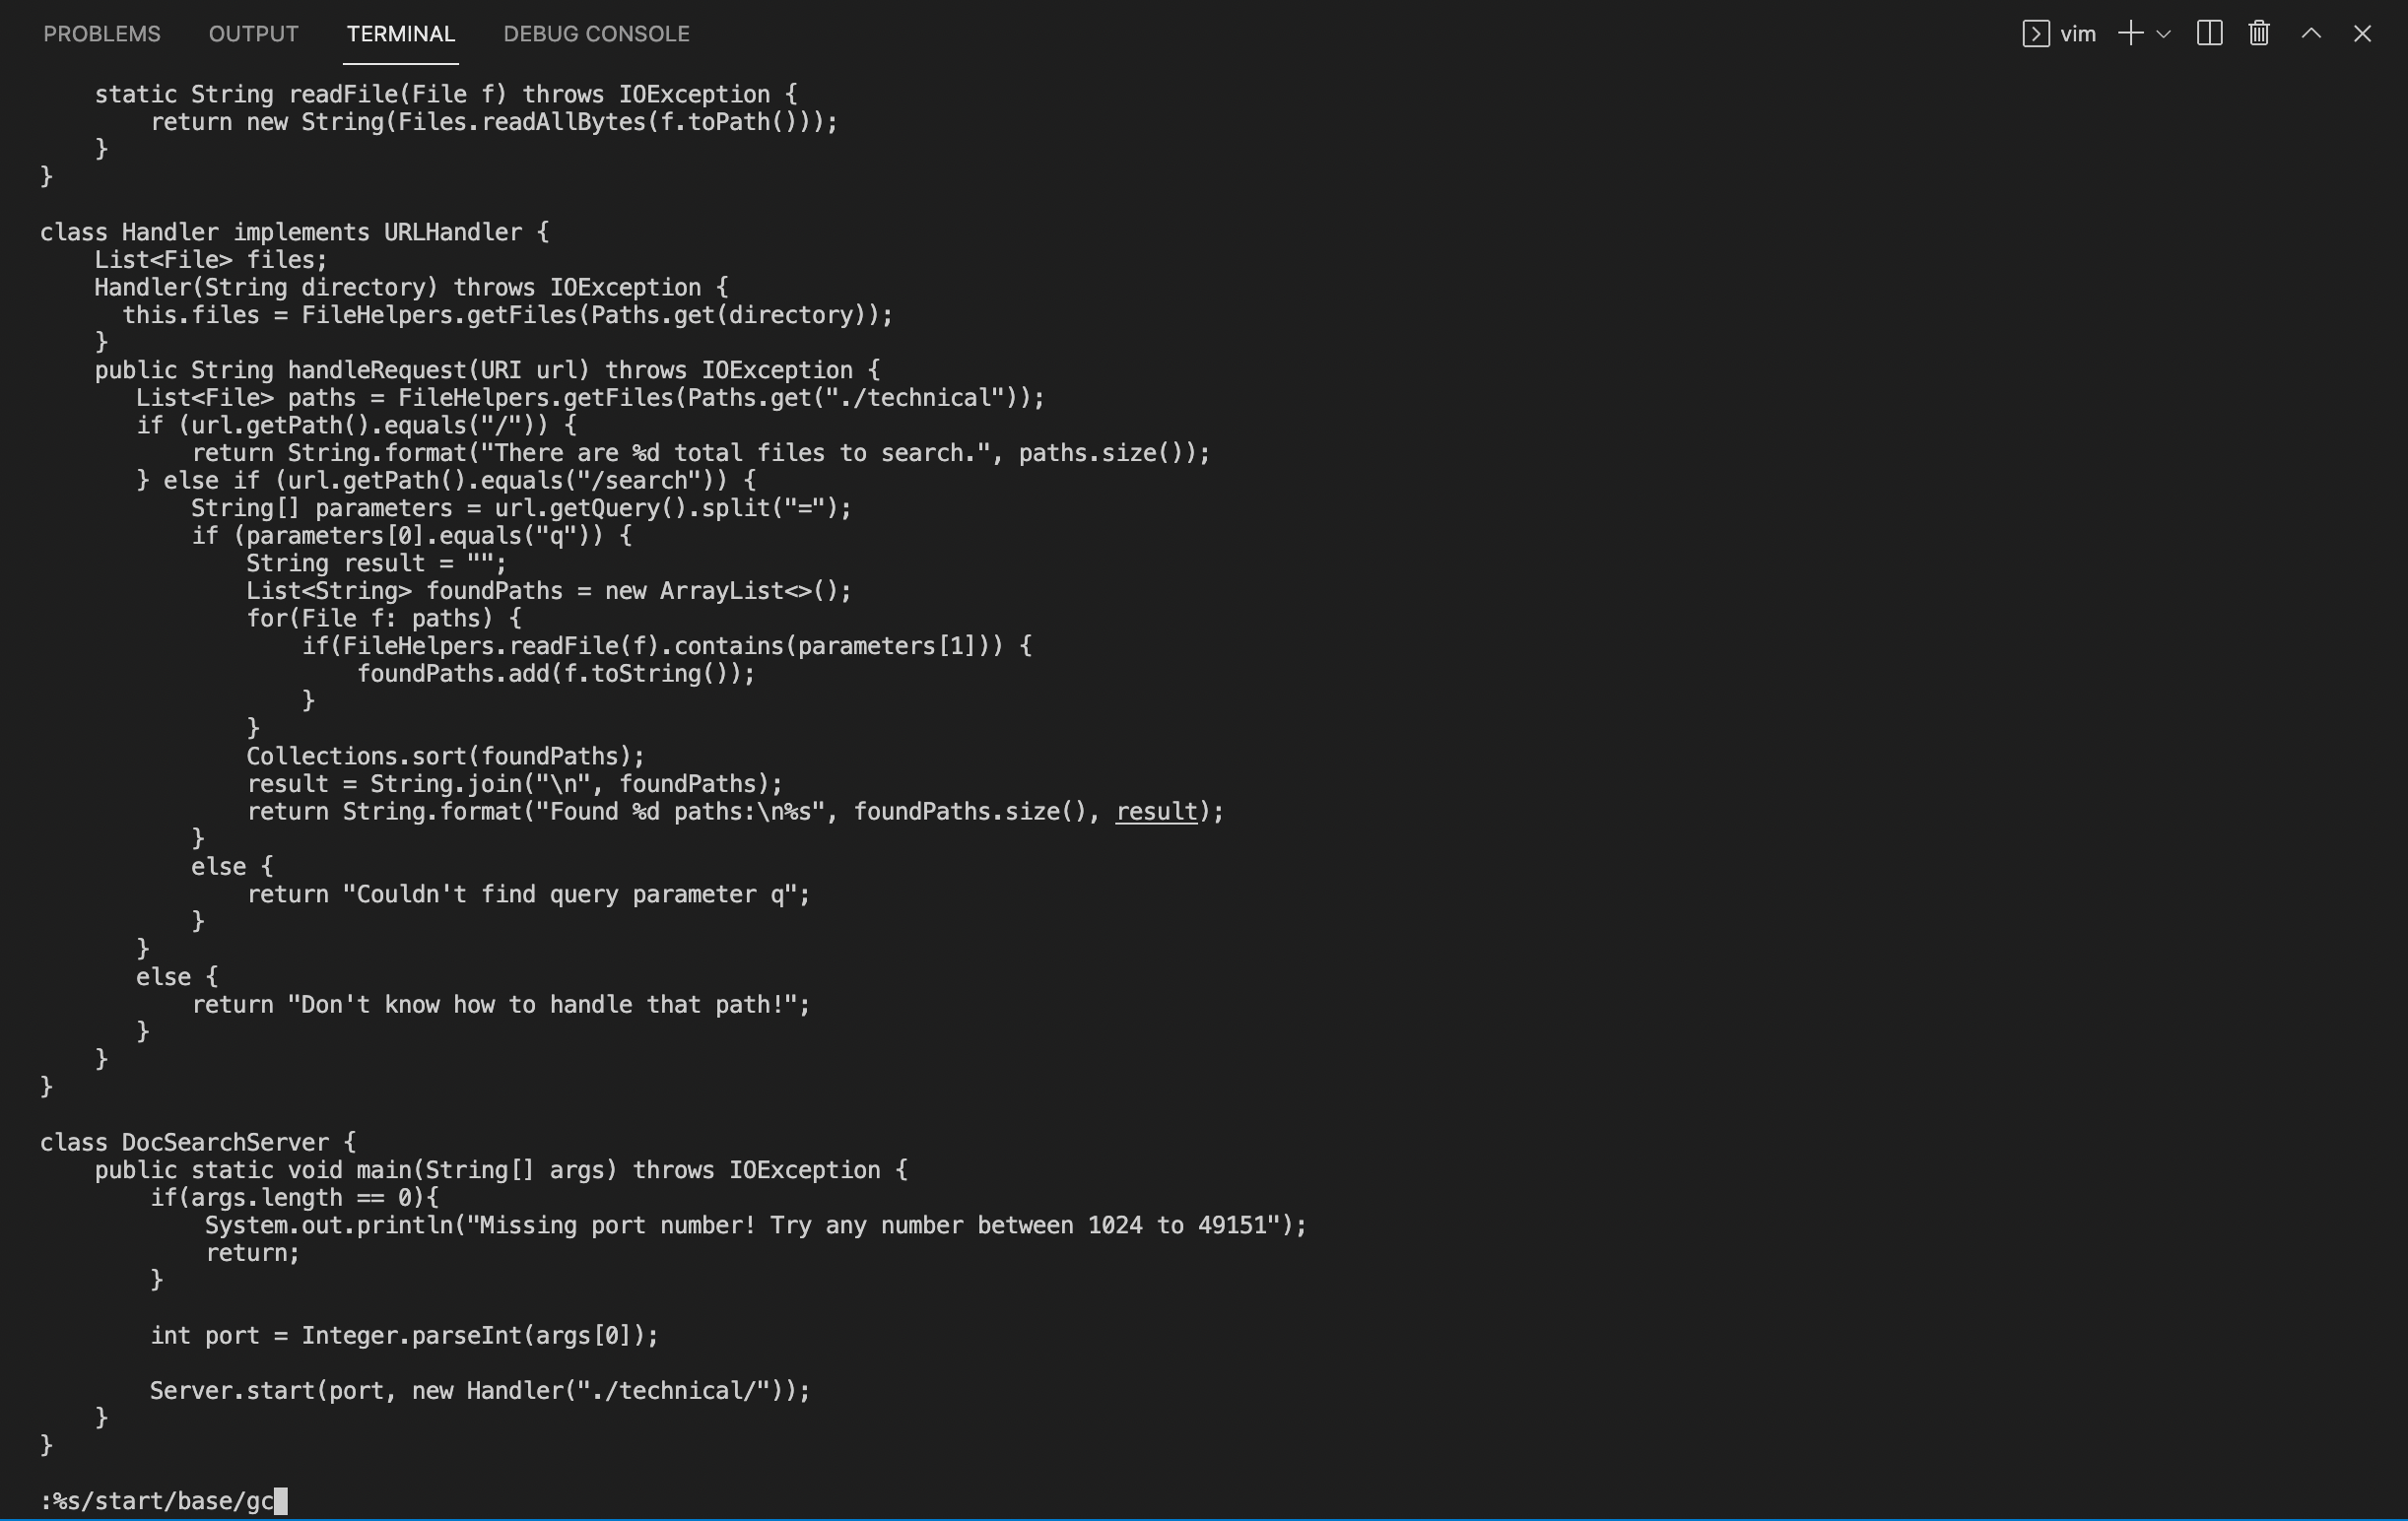 PROBLEMS OUTPUT TERMINAL DEBUG CONSOLE vim
    static String readFile(File f) throws IOException {
        return new String(Files.readAllBytes(f.toPath()));
    }
}

class Handler implements URLHandler {
    List<File> files;
    Handler(String directory) throws IOException {
      this.files = FileHelpers.getFiles(Paths.get(directory));
    }
    public String handleRequest(URI url) throws IOException {
       List<File> paths = FileHelpers.getFiles(Paths.get("./technical"));
       if (url.getPath().equals("/")) {
           return String.format("There are %d total files to search.", paths.size());
       } else if (url.getPath().equals("/search")) {
           String[] parameters = url.getQuery().split("=");
           if (parameters[0].equals("q")) {
               String result = "";
               List<String> foundPaths = new ArrayList<>();
               for(File f: paths) {
                   if(FileHelpers.readFile(f).contains(parameters[1])) {
                       foundPaths.add(f.toString());
                   }
               }
               Collections.sort(foundPaths);
               result = String.join("\n", foundPaths);
               return String.format("Found %d paths:\n%s", foundPaths.size(), result);
           }
           else {
               return "Couldn't find query parameter q";
           }
       }
       else {
           return "Don't know how to handle that path!";
       }
    }
}

class DocSearchServer {
    public static void main(String[] args) throws IOException {
        if(args.length == 0){
            System.out.println("Missing port number! Try any number between 1024 to 49151");
            return;
        }

        int port = Integer.parseInt(args[0]);

        Server.start(port, new Handler("./technical/"));
    }
}

:%s/start/base/gc